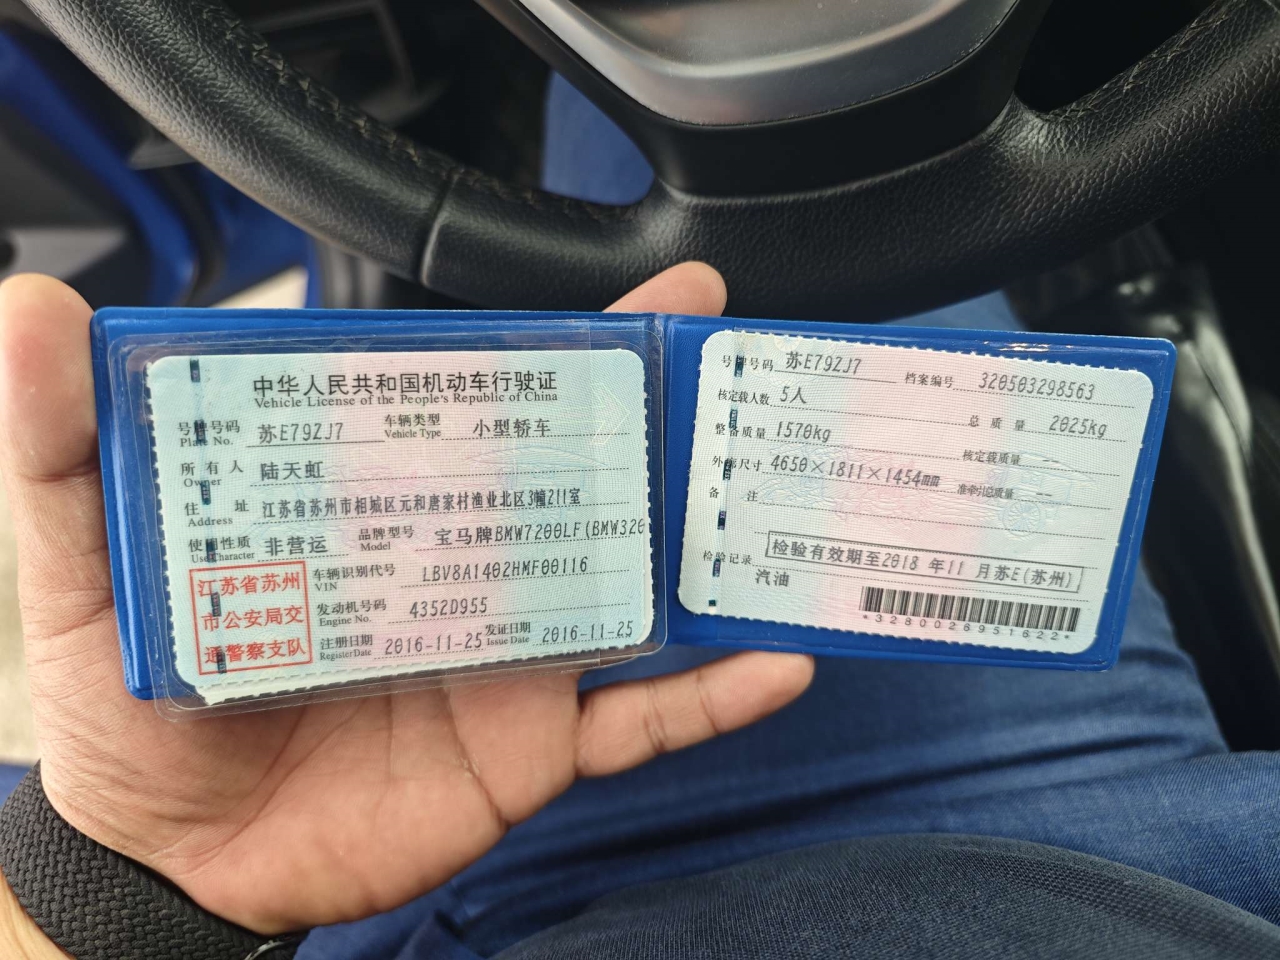 中华人民共和国机动车行驶证
Vehicle License of the People's Republic of China
号牌号码 苏E79ZJ7 车辆类型 小型轿车
Plate No. Vehicle Type
所有人 陆天虹
Owner
住址 江苏省苏州市相城区元和唐家村渔业北区3幢211室
Address
使用性质 非营运 品牌型号 宝马牌BMW7200LF(BMW320
Use Character Model
江苏省苏州
市公安局交
通警察支队
车辆识别代号 LBV8A1402HMF00116
VIN
发动机号码 4352D955
Engine No.
注册日期 2016-11-25 发证日期 2016-11-25
Register Date Issue Date
号牌号码 苏E79ZJ7 档案编号 320503298563
核定载人数 5人 总质量 2025kg
整备质量 1570kg 核定载质量 --
外廓尺寸 4650×1811×1454mm 准牵引总质量 --
备注
检验有效期至2018 年11 月苏E(苏州)
检验记录
汽油
*3280026951622*